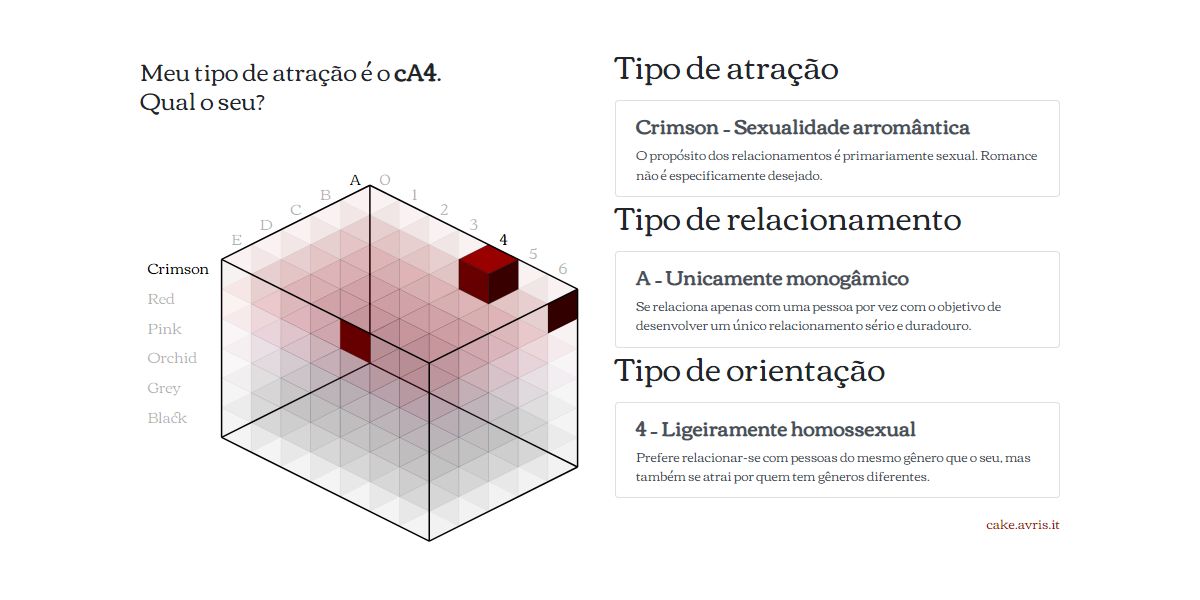 Meu tipo de atração é o cA4.
Qual o seu?
A O
B 1
C 2
D 3
E 4
5
6
Crimson
Red
Pink
Orchid
Grey
Black
Tipo de atração
Crimson - Sexualidade arromântica
O propósito dos relacionamentos é primariamente sexual. Romance
não é especificamente desejado.
Tipo de relacionamento
A - Unicamente monogâmico
Se relaciona apenas com uma pessoa por vez com o objetivo de
desenvolver um único relacionamento sério e duradouro.
Tipo de orientação
4 - Ligeiramente homossexual
Prefere relacionar-se com pessoas do mesmo gênero que o seu, mas
também se atrai por quem tem gêneros diferentes.
cake.avris.it